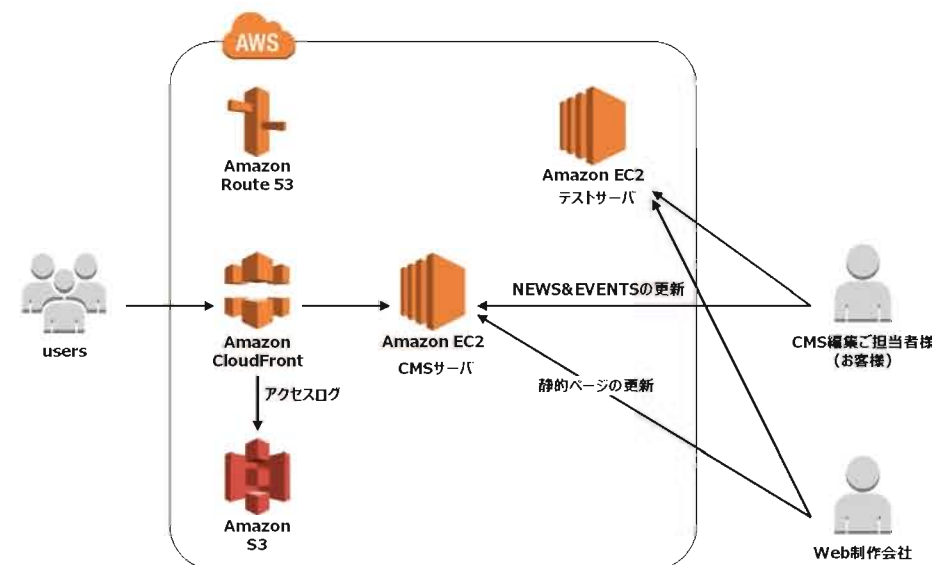 AWS
Amazon
Route 53
Amazon EC2
テストサーバ
users
Amazon
CloudFront
Amazon EC2
CMSサーバ
NEWS&EVENTSの更新
CMS編集ご担当者様
（お客様）
アクセスログ
静的ページの更新
Amazon
S3
Web制作会社